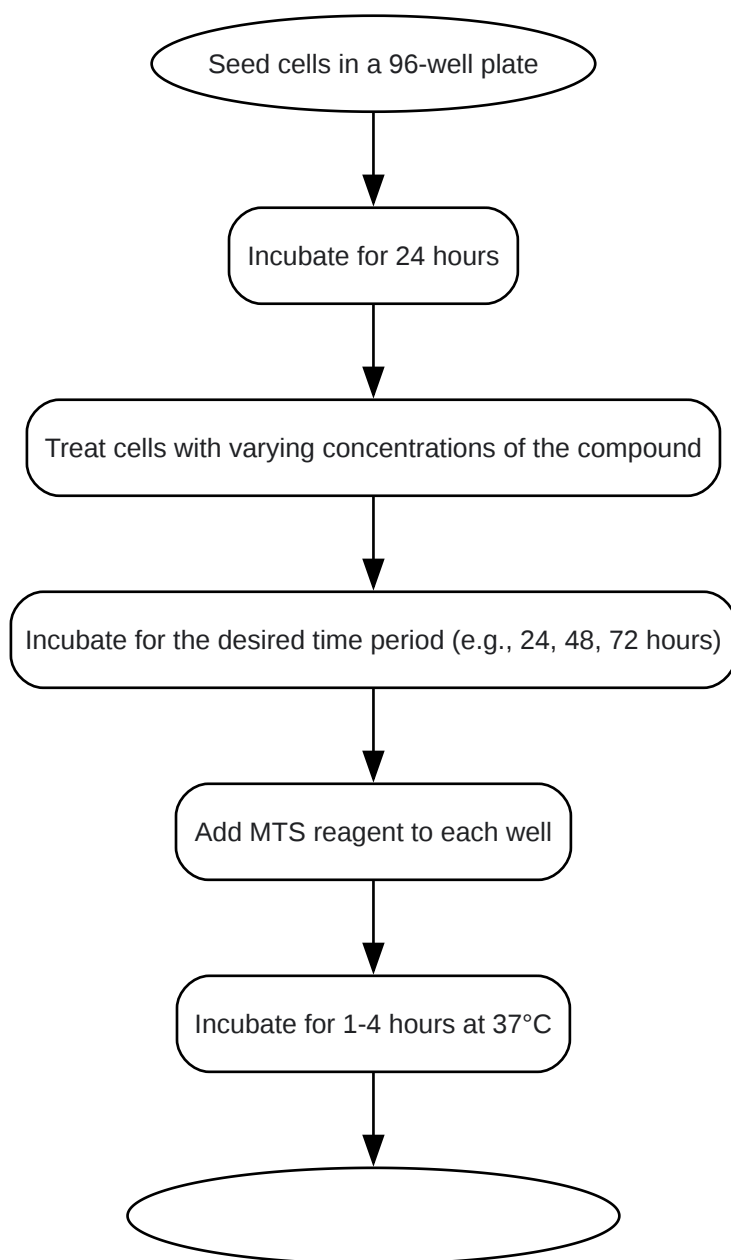 Seed cells in a 96-well plate
Incubate for 24 hours
Treat cells with varying concentrations of the compound
Incubate for the desired time period (e.g., 24, 48, 72 hours)
Add MTS reagent to each well
Incubate for 1-4 hours at 37°C